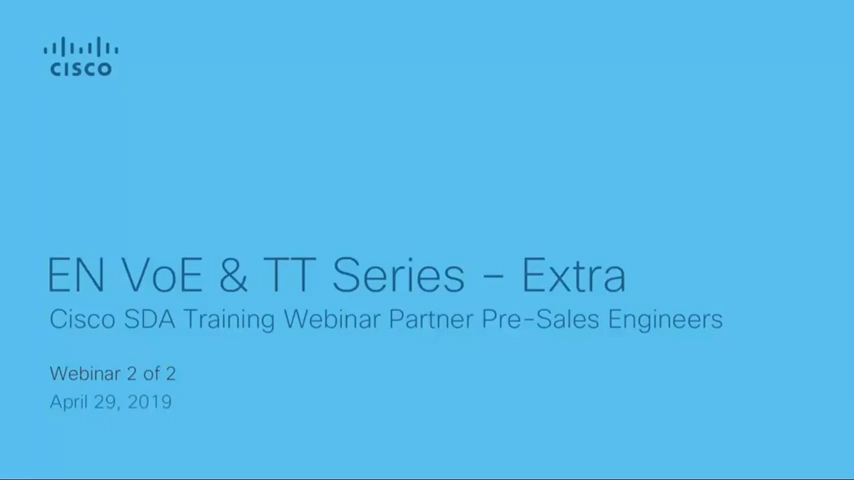 CISCO
EN VoE & TT Series – Extra
Cisco SDA Training Webinar Partner Pre-Sales Engineers
Webinar 2 of 2
April 29, 2019